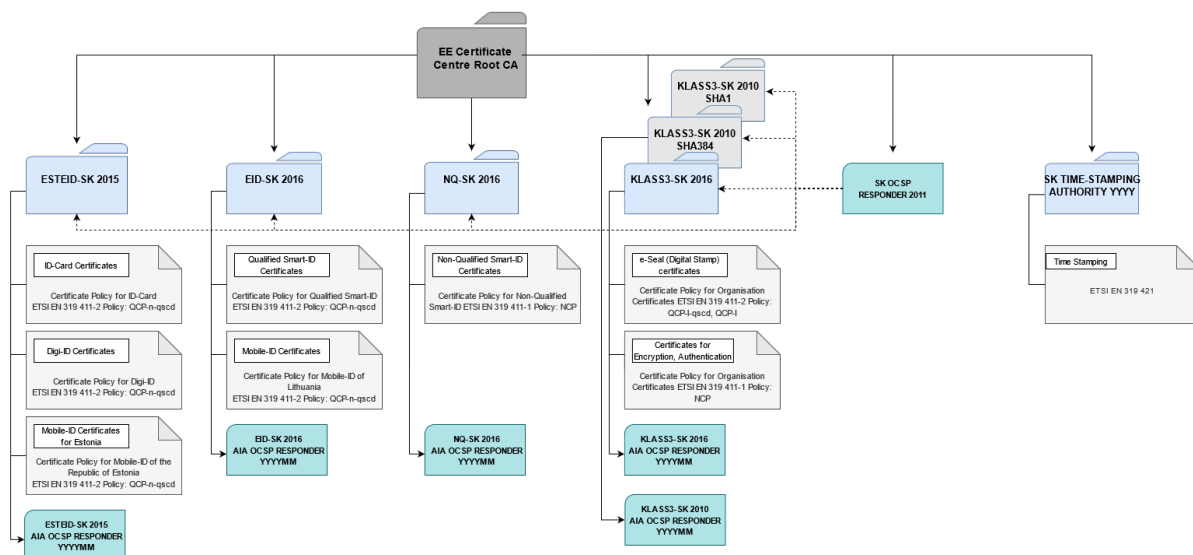 EE Certificate
Centre Root CA
KLASS3-SK 2010
SHA1
KLASS3-SK 2010
SHA384
ESTEID-SK 2015
EID-SK 2016
NQ-SK 2016
KLASS3-SK 2016
SK OCSP
RESPONDER 2011
SK TIME-STAMPING
AUTHORITY YYYY
ID-Card Certificates
Certificate Policy for ID-Card
ETSI EN 319 411-2 Policy: QCP-n-qscd
Digi-ID Certificates
Certificate Policy for Digi-ID
ETSI EN 319 411-2 Policy: QCP-n-qscd
Mobile-ID Certificates
for Estonia
Certificate Policy for Mobile-ID of the
Republic of Estonia
ETSI EN 319 411-2 Policy: QCP-n-qscd
ESTEID-SK 2015
AIA OCSP RESPONDER
YYYYMM
Qualified Smart-ID
Certificates
Certificate Policy for Qualified Smart-ID
ETSI EN 319 411-2 Policy: QCP-n-qscd
Mobile-ID Certificates
Certificate Policy for Mobile-ID of
Lithuania
ETSI EN 319 411-2 Policy: QCP-n-qscd
EID-SK 2016
AIA OCSP RESPONDER
YYYYMM
Non-Qualified Smart-ID
Certificates
Certificate Policy for Non-Qualified
Smart-ID ETSI EN 319 411-1 Policy: NCP
NQ-SK 2016
AIA OCSP RESPONDER
YYYYMM
e-Seal (Digital Stamp)
certificates
Certificate Policy for Organisation
Certificates ETSI EN 319 411-2 Policy:
QCP-l-qscd, QCP-l
Certificates for
Encryption, Authentication
Certificate Policy for Organisation
Certificates ETSI EN 319 411-1 Policy:
NCP
KLASS3-SK 2016
AIA OCSP RESPONDER
YYYYMM
KLASS3-SK 2010
AIA OCSP RESPONDER
YYYYMM
Time Stamping
ETSI EN 319 421